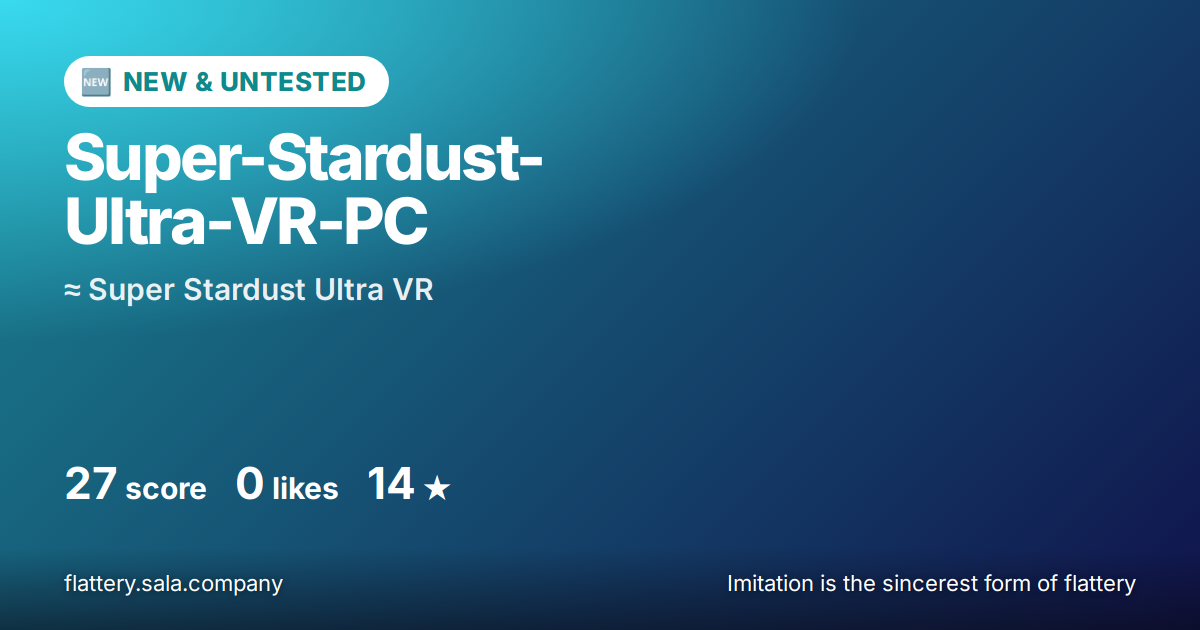 🆕 NEW & UNTESTED
Super-Stardust-
Ultra-VR-PC
≈ Super Stardust Ultra VR
27 score 0 likes 14 ★
flattery.sala.company
Imitation is the sincerest form of flattery